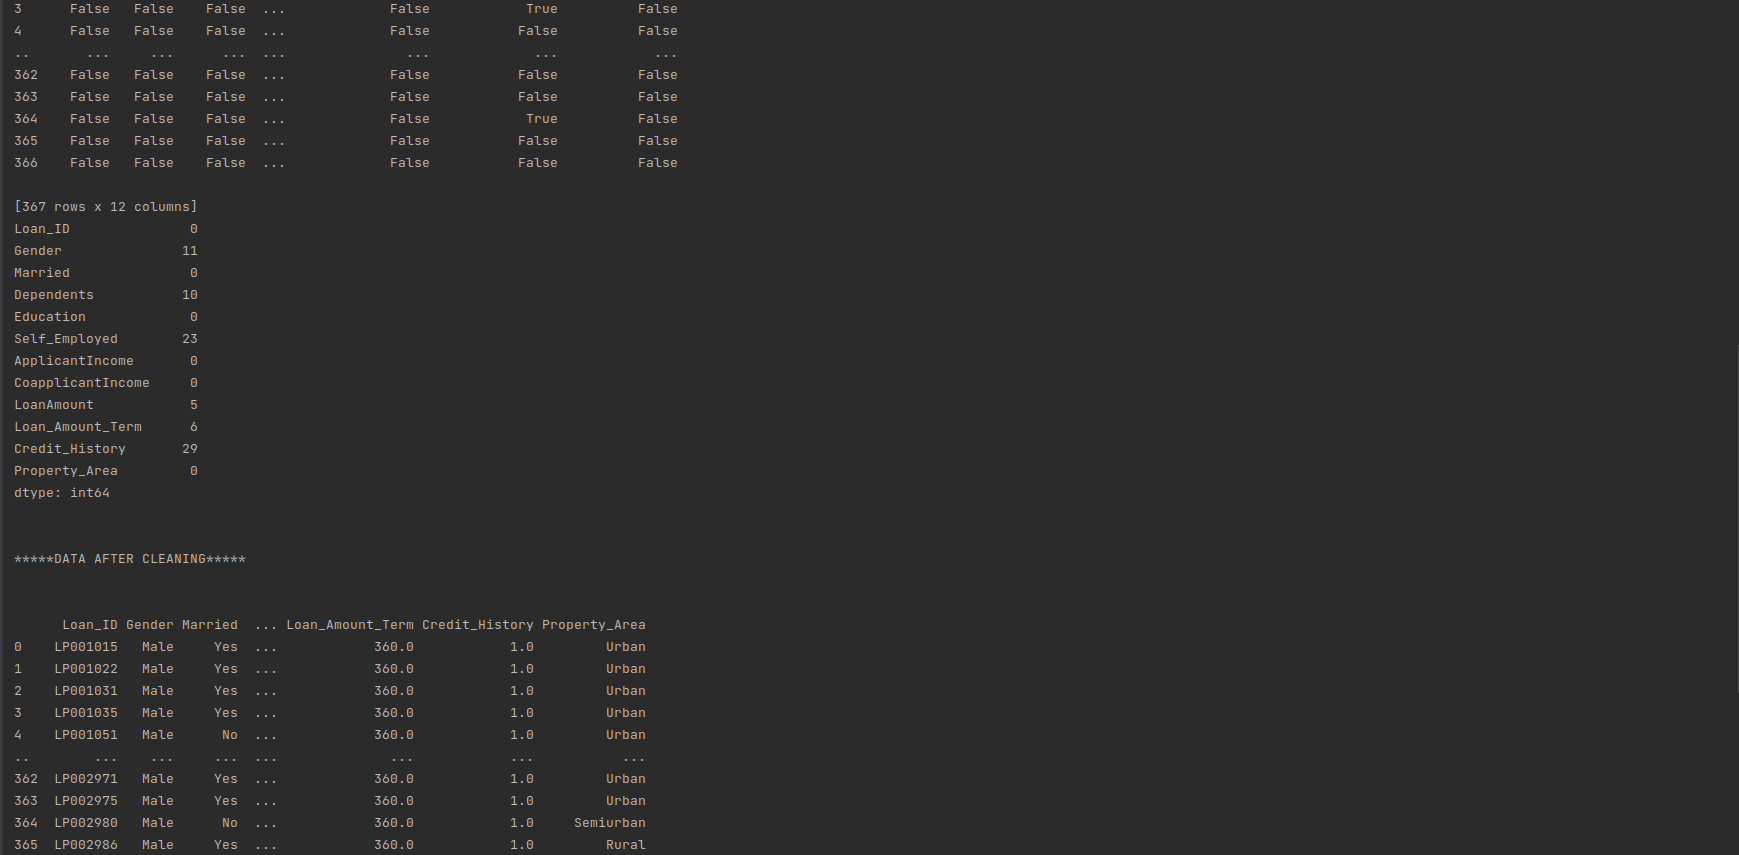 3      False   False    False  ...             False            True          False
4      False   False    False  ...             False           False          False
..       ...     ...      ...  ...               ...             ...            ...
362    False   False    False  ...             False           False          False
363    False   False    False  ...             False           False          False
364    False   False    False  ...             False            True          False
365    False   False    False  ...             False           False          False
366    False   False    False  ...             False           False          False
[367 rows x 12 columns]
Loan_ID               0
Gender               11
Married               0
Dependents           10
Education             0
Self_Employed        23
ApplicantIncome       0
CoapplicantIncome     0
LoanAmount            5
Loan_Amount_Term      6
Credit_History       29
Property_Area         0
dtype: int64
*****DATA AFTER CLEANING*****
      Loan_ID Gender Married  ... Loan_Amount_Term Credit_History Property_Area
0    LP001015   Male     Yes  ...            360.0            1.0         Urban
1    LP001022   Male     Yes  ...            360.0            1.0         Urban
2    LP001031   Male     Yes  ...            360.0            1.0         Urban
3    LP001035   Male     Yes  ...            360.0            1.0         Urban
4    LP001051   Male      No  ...            360.0            1.0         Urban
..        ...    ...     ...  ...              ...            ...           ...
362  LP002971   Male     Yes  ...            360.0            1.0         Urban
363  LP002975   Male     Yes  ...            360.0            1.0         Urban
364  LP002980   Male      No  ...            360.0            1.0     Semiurban
365  LP002986   Male     Yes  ...            360.0            1.0         Rural